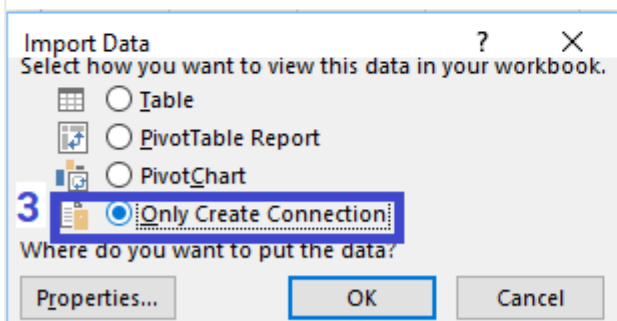 Import Data ? X
Select how you want to view this data in your workbook.
Table
PivotTable Report
PivotChart
3 Only Create Connection
Where do you want to put the data?
Properties... OK Cancel